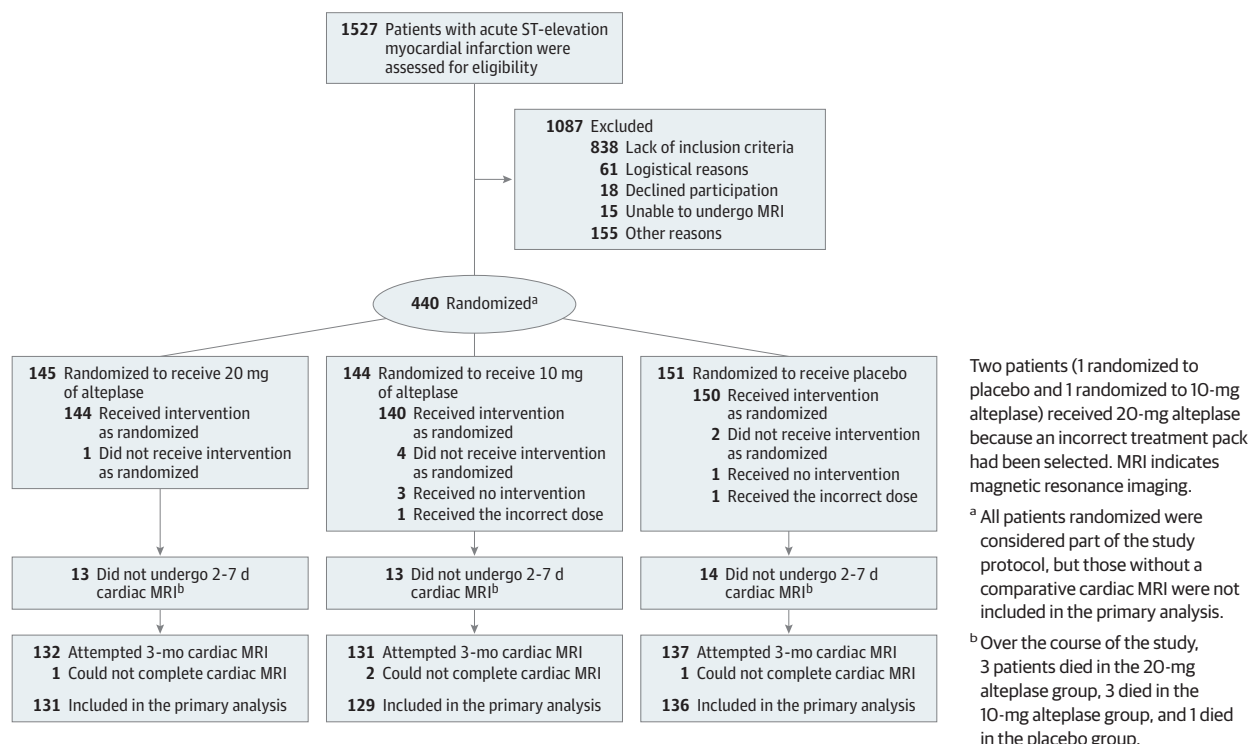 1527 Patients with acute ST-elevation
myocardial infarction were
assessed for eligibility
1087 Excluded
838 Lack of inclusion criteria
61 Logistical reasons
18 Declined participation
15 Unable to undergo MRI
155 Other reasons
440 Randomizedᵃ
145 Randomized to receive 20 mg
of alteplase
144 Received intervention
as randomized
1 Did not receive intervention
as randomized
144 Randomized to receive 10 mg
of alteplase
140 Received intervention
as randomized
4 Did not receive intervention
as randomized
3 Received no intervention
1 Received the incorrect dose
151 Randomized to receive placebo
150 Received intervention
as randomized
2 Did not receive intervention
as randomized
1 Received no intervention
1 Received the incorrect dose
13 Did not undergo 2-7 d
cardiac MRIᵇ
13 Did not undergo 2-7 d
cardiac MRIᵇ
14 Did not undergo 2-7 d
cardiac MRIᵇ
132 Attempted 3-mo cardiac MRI
1 Could not complete cardiac MRI
131 Included in the primary analysis
131 Attempted 3-mo cardiac MRI
2 Could not complete cardiac MRI
129 Included in the primary analysis
137 Attempted 3-mo cardiac MRI
1 Could not complete cardiac MRI
136 Included in the primary analysis
Two patients (1 randomized to
placebo and 1 randomized to 10-mg
alteplase) received 20-mg alteplase
because an incorrect treatment pack
had been selected. MRI indicates
magnetic resonance imaging.
ᵃ All patients randomized were
considered part of the study
protocol, but those without a
comparative cardiac MRI were not
included in the primary analysis.
ᵇ Over the course of the study,
3 patients died in the 20-mg
alteplase group, 3 died in the
10-mg alteplase group, and 1 died
in the placebo group.